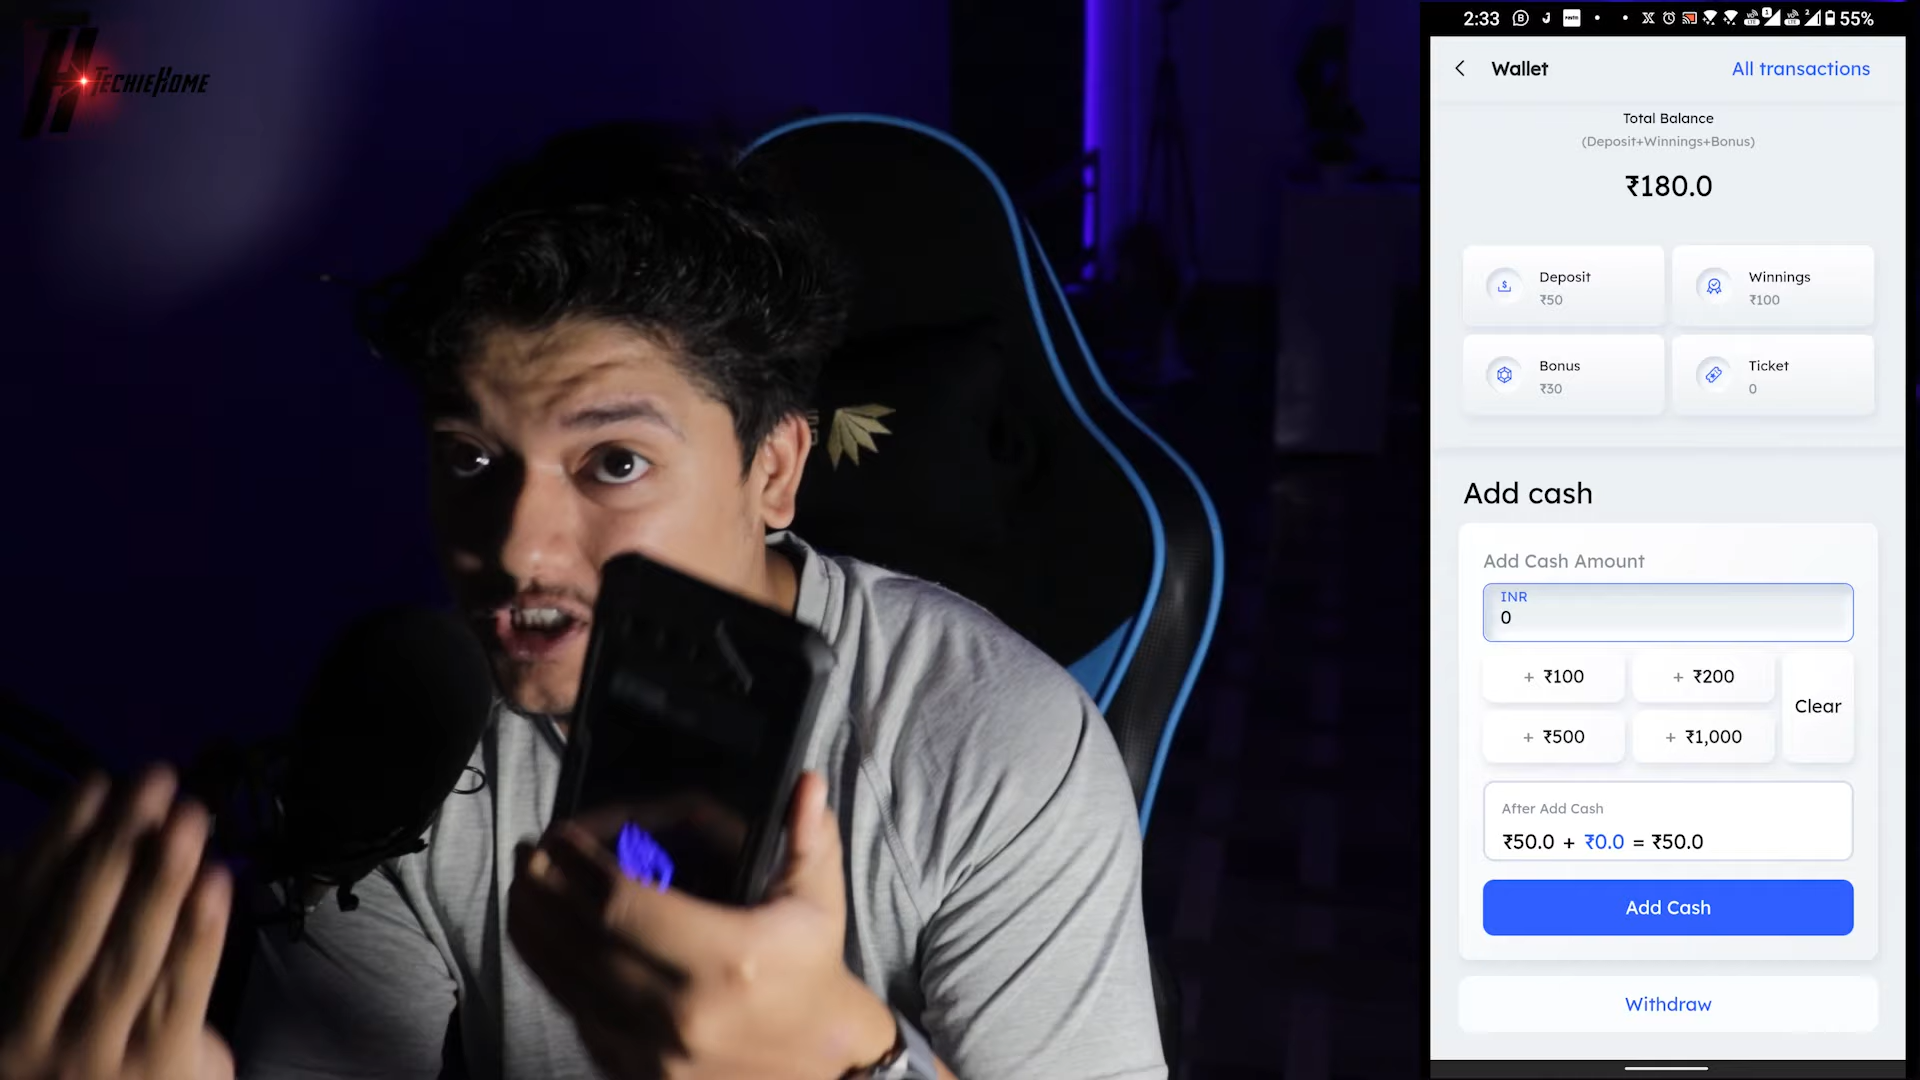 TECHIEHOME
2:33
55%
Wallet
All transactions
Total Balance
(Deposit+Winnings+Bonus)
₹180.0
Deposit
₹50
Winnings
₹100
Bonus
₹30
Ticket
0
Add cash
Add Cash Amount
INR
0
+ ₹100
+ ₹200
Clear
+ ₹500
+ ₹1,000
After Add Cash
₹50.0 + ₹0.0 = ₹50.0
Add Cash
Withdraw